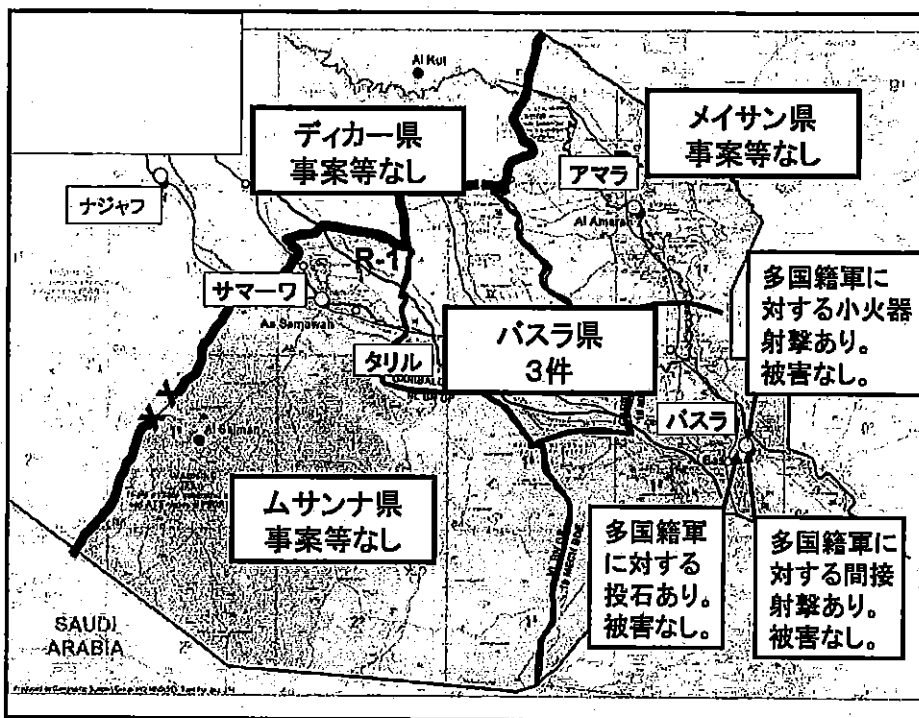 Al Kut
ディカー県
事案等なし
メイサン県
事案等なし
アマラ
Al Amarah
ナジャフ
R-1
サマーワ
As Samawah
タリル
バスラ県
3件
多国籍軍に
対する小火器
射撃あり。
被害なし。
バスラ
Al Salman
ムサンナ県
事案等なし
多国籍軍
に対する
投石あり。
被害なし。
多国籍軍に
対する間接
射撃あり。
被害なし。
SAUDI
ARABIA